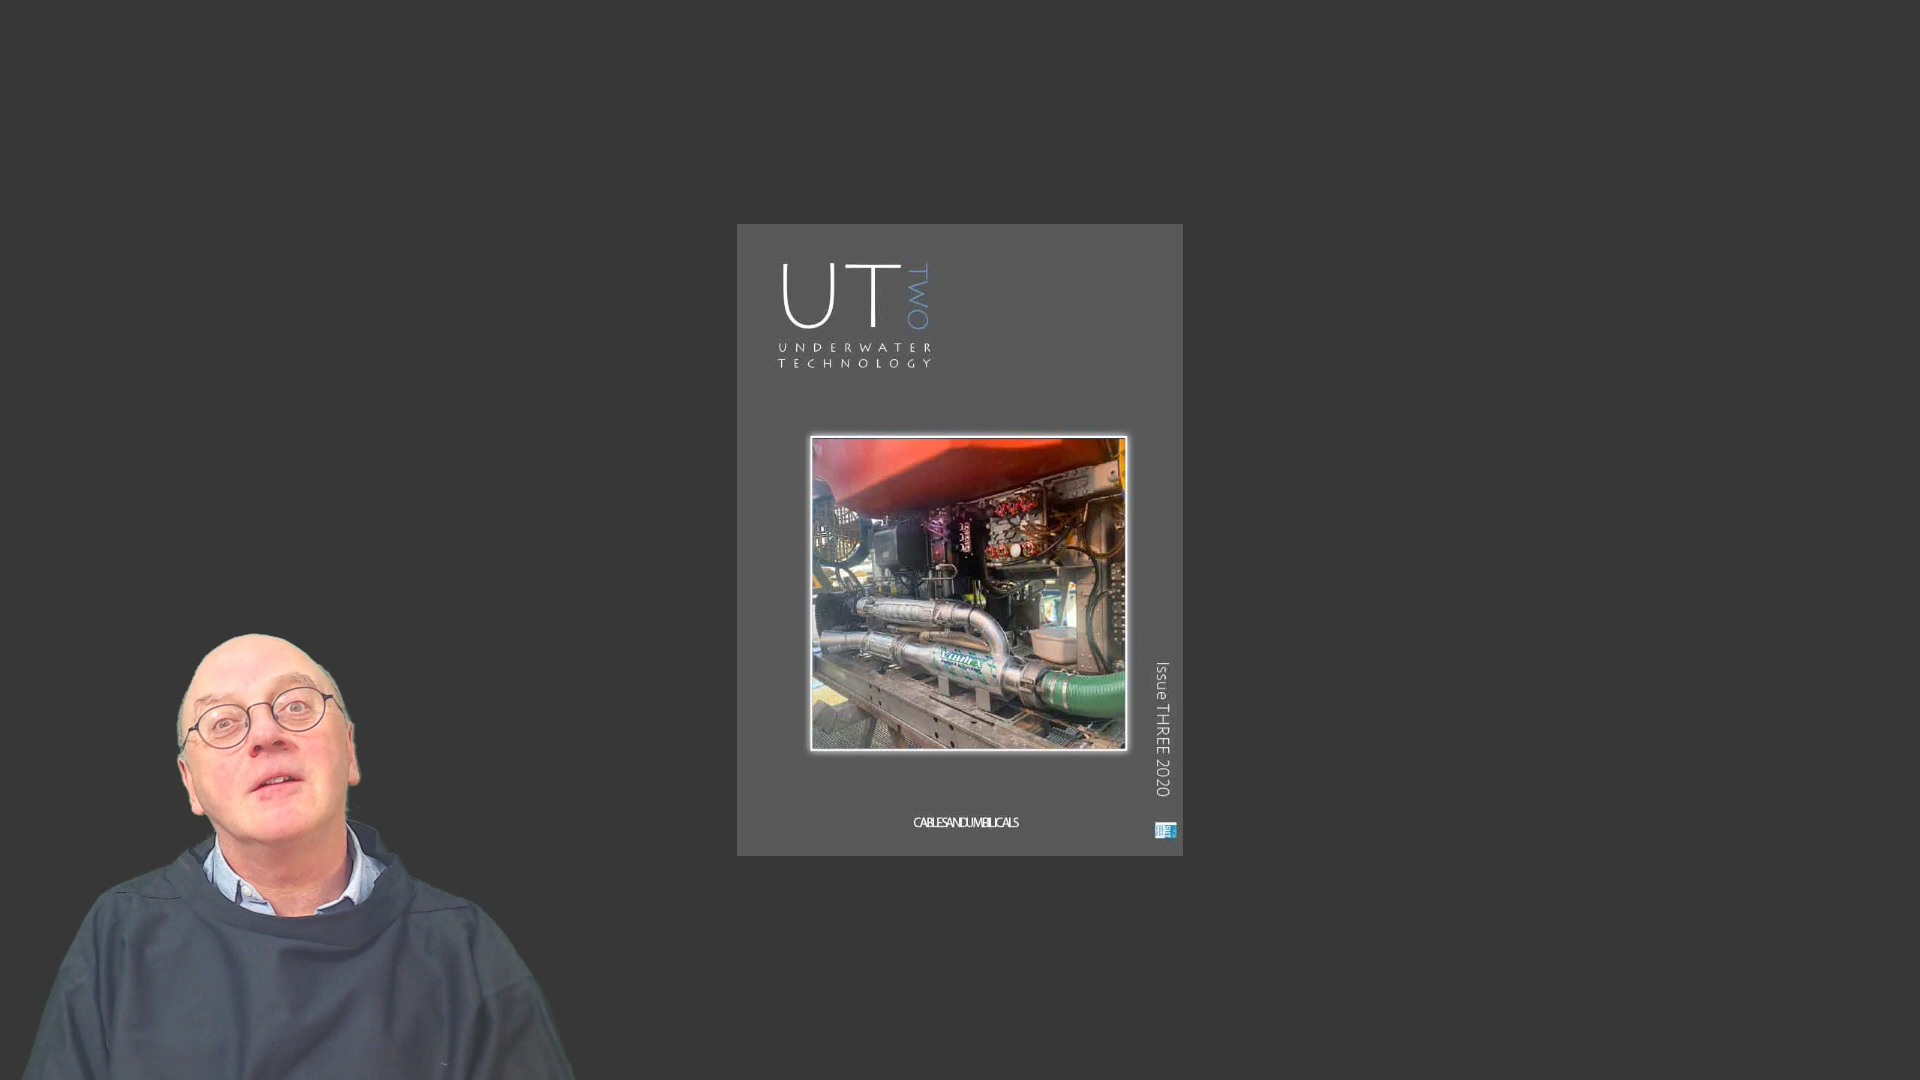 UT TWO
UNDERWATER
TECHNOLOGY
Issue THREE 2020
CABLESANDUMBILICALS